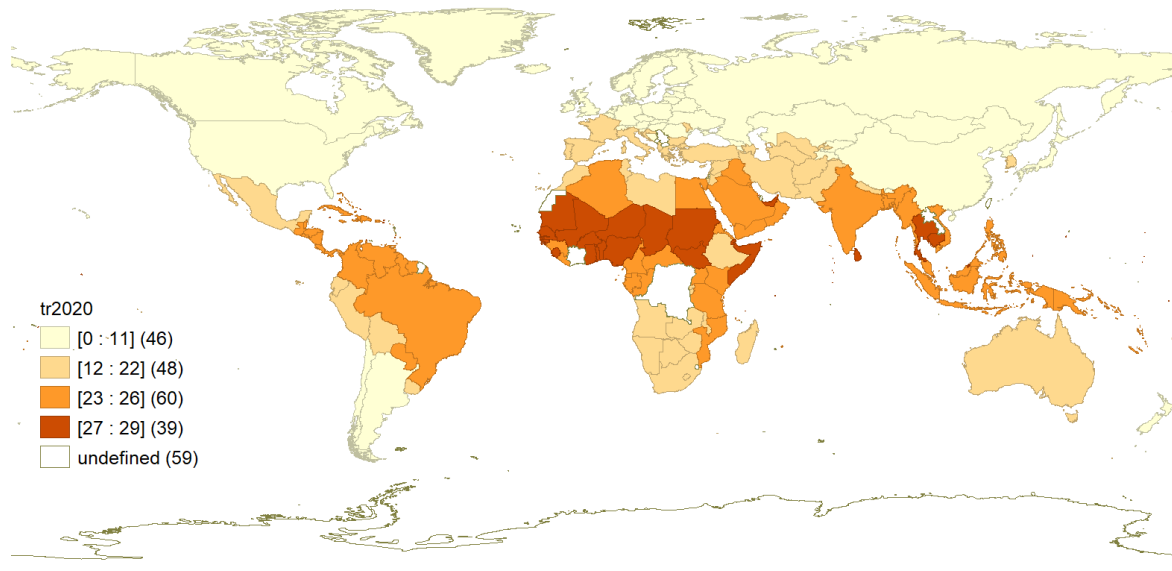 tr2020
[0 : 11] (46)
[12 : 22] (48)
[23 : 26] (60)
[27 : 29] (39)
undefined (59)